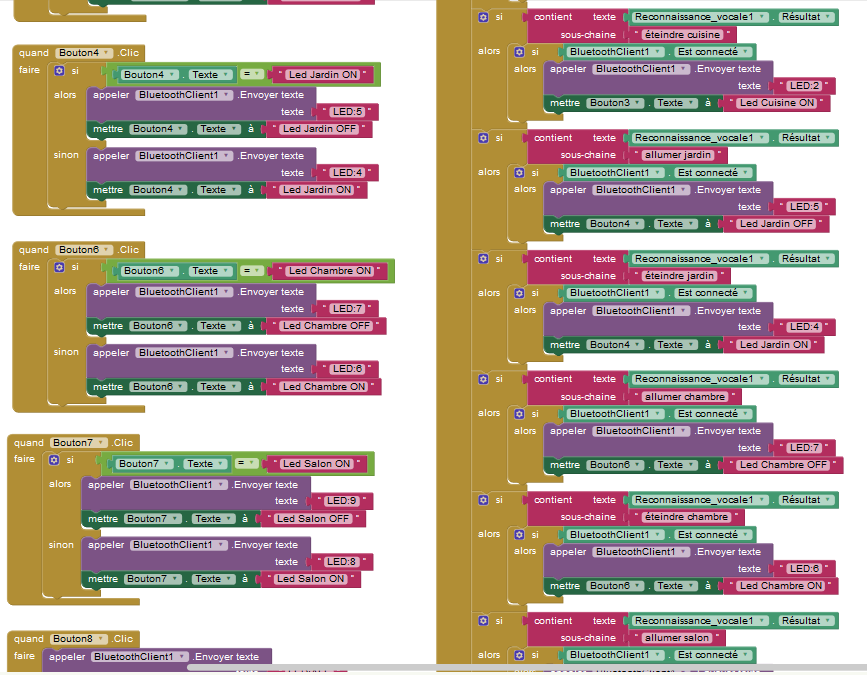 quand Bouton4 .Clic
faire si Bouton4 . Texte = " Led Jardin ON "
alors appeler BluetoothClient1 .Envoyer texte
texte " LED:5 "
mettre Bouton4 . Texte à " Led Jardin OFF "
sinon appeler BluetoothClient1 .Envoyer texte
texte " LED:4 "
mettre Bouton4 . Texte à " Led Jardin ON "
quand Bouton6 .Clic
faire si Bouton6 . Texte = " Led Chambre ON "
alors appeler BluetoothClient1 .Envoyer texte
texte " LED:7 "
mettre Bouton6 . Texte à " Led Chambre OFF "
sinon appeler BluetoothClient1 .Envoyer texte
texte " LED:6 "
mettre Bouton6 . Texte à " Led Chambre ON "
quand Bouton7 .Clic
faire si Bouton7 . Texte = " Led Salon ON "
alors appeler BluetoothClient1 .Envoyer texte
texte " LED:9 "
mettre Bouton7 . Texte à " Led Salon OFF "
sinon appeler BluetoothClient1 .Envoyer texte
texte " LED:8 "
mettre Bouton7 . Texte à " Led Salon ON "
quand Bouton8 .Clic
faire appeler BluetoothClient1 .Envoyer texte
si contient texte Reconnaissance_vocale1 . Résultat
sous-chaine " éteindre cuisine "
alors si BluetoothClient1 . Est connecté
alors appeler BluetoothClient1 .Envoyer texte
texte " LED:2 "
mettre Bouton3 . Texte à " Led Cuisine ON "
si contient texte Reconnaissance_vocale1 . Résultat
sous-chaine " allumer jardin "
alors si BluetoothClient1 . Est connecté
alors appeler BluetoothClient1 .Envoyer texte
texte " LED:5 "
mettre Bouton4 . Texte à " Led Jardin OFF "
si contient texte Reconnaissance_vocale1 . Résultat
sous-chaine " éteindre jardin "
alors si BluetoothClient1 . Est connecté
alors appeler BluetoothClient1 .Envoyer texte
texte " LED:4 "
mettre Bouton4 . Texte à " Led Jardin ON "
si contient texte Reconnaissance_vocale1 . Résultat
sous-chaine " allumer chambre "
alors si BluetoothClient1 . Est connecté
alors appeler BluetoothClient1 .Envoyer texte
texte " LED:7 "
mettre Bouton6 . Texte à " Led Chambre OFF "
si contient texte Reconnaissance_vocale1 . Résultat
sous-chaine " éteindre chambre "
alors si BluetoothClient1 . Est connecté
alors appeler BluetoothClient1 .Envoyer texte
texte " LED:6 "
mettre Bouton6 . Texte à " Led Chambre ON "
si contient texte Reconnaissance_vocale1 . Résultat
sous-chaine " allumer salon "
alors si BluetoothClient1 . Est connecté